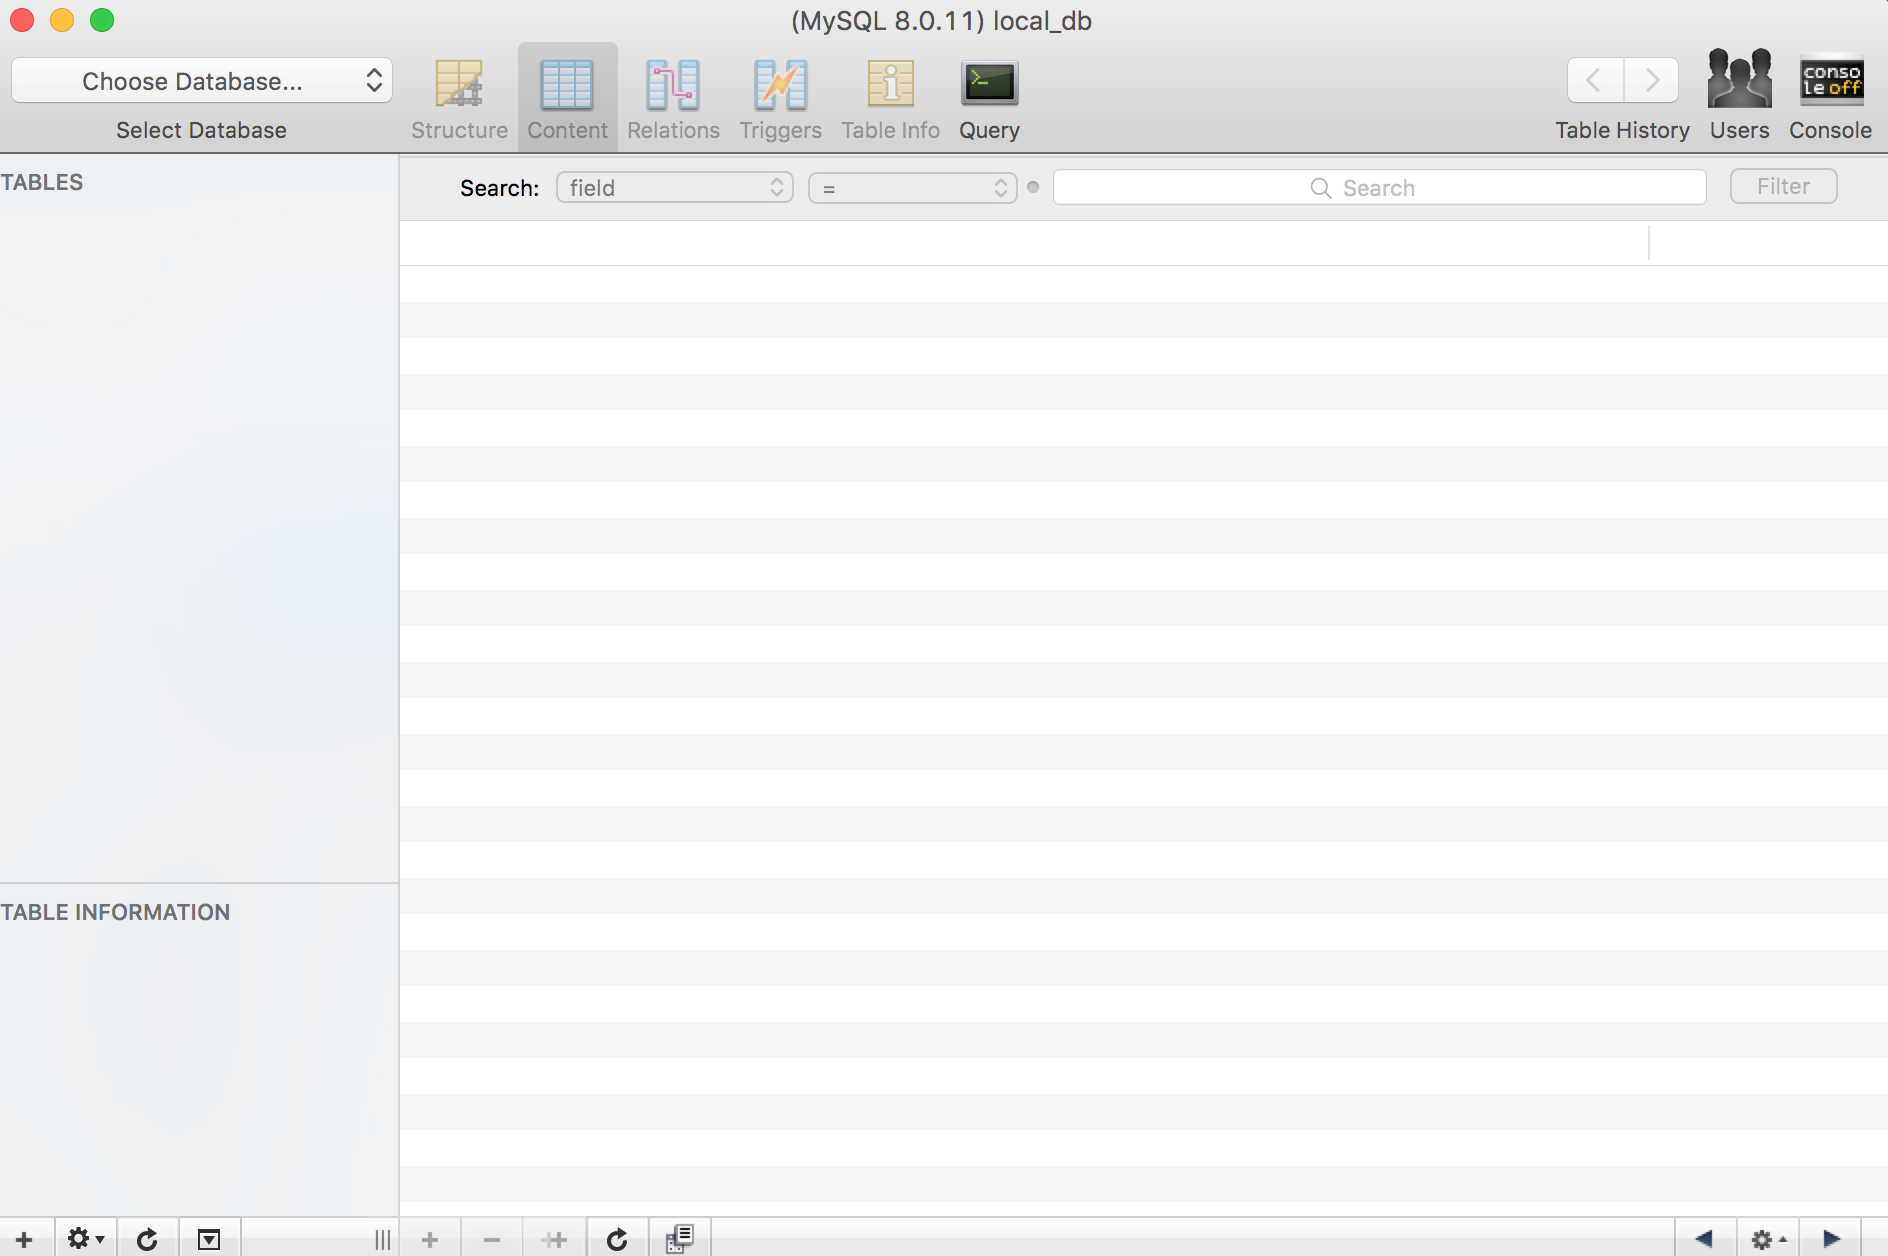 (MySQL 8.0.11) local_db
Choose Database...
Select Database
Structure Content Relations Triggers Table Info Query
Table History Users Console
conso
le off
TABLES
Search: field = Search Filter
TABLE INFORMATION